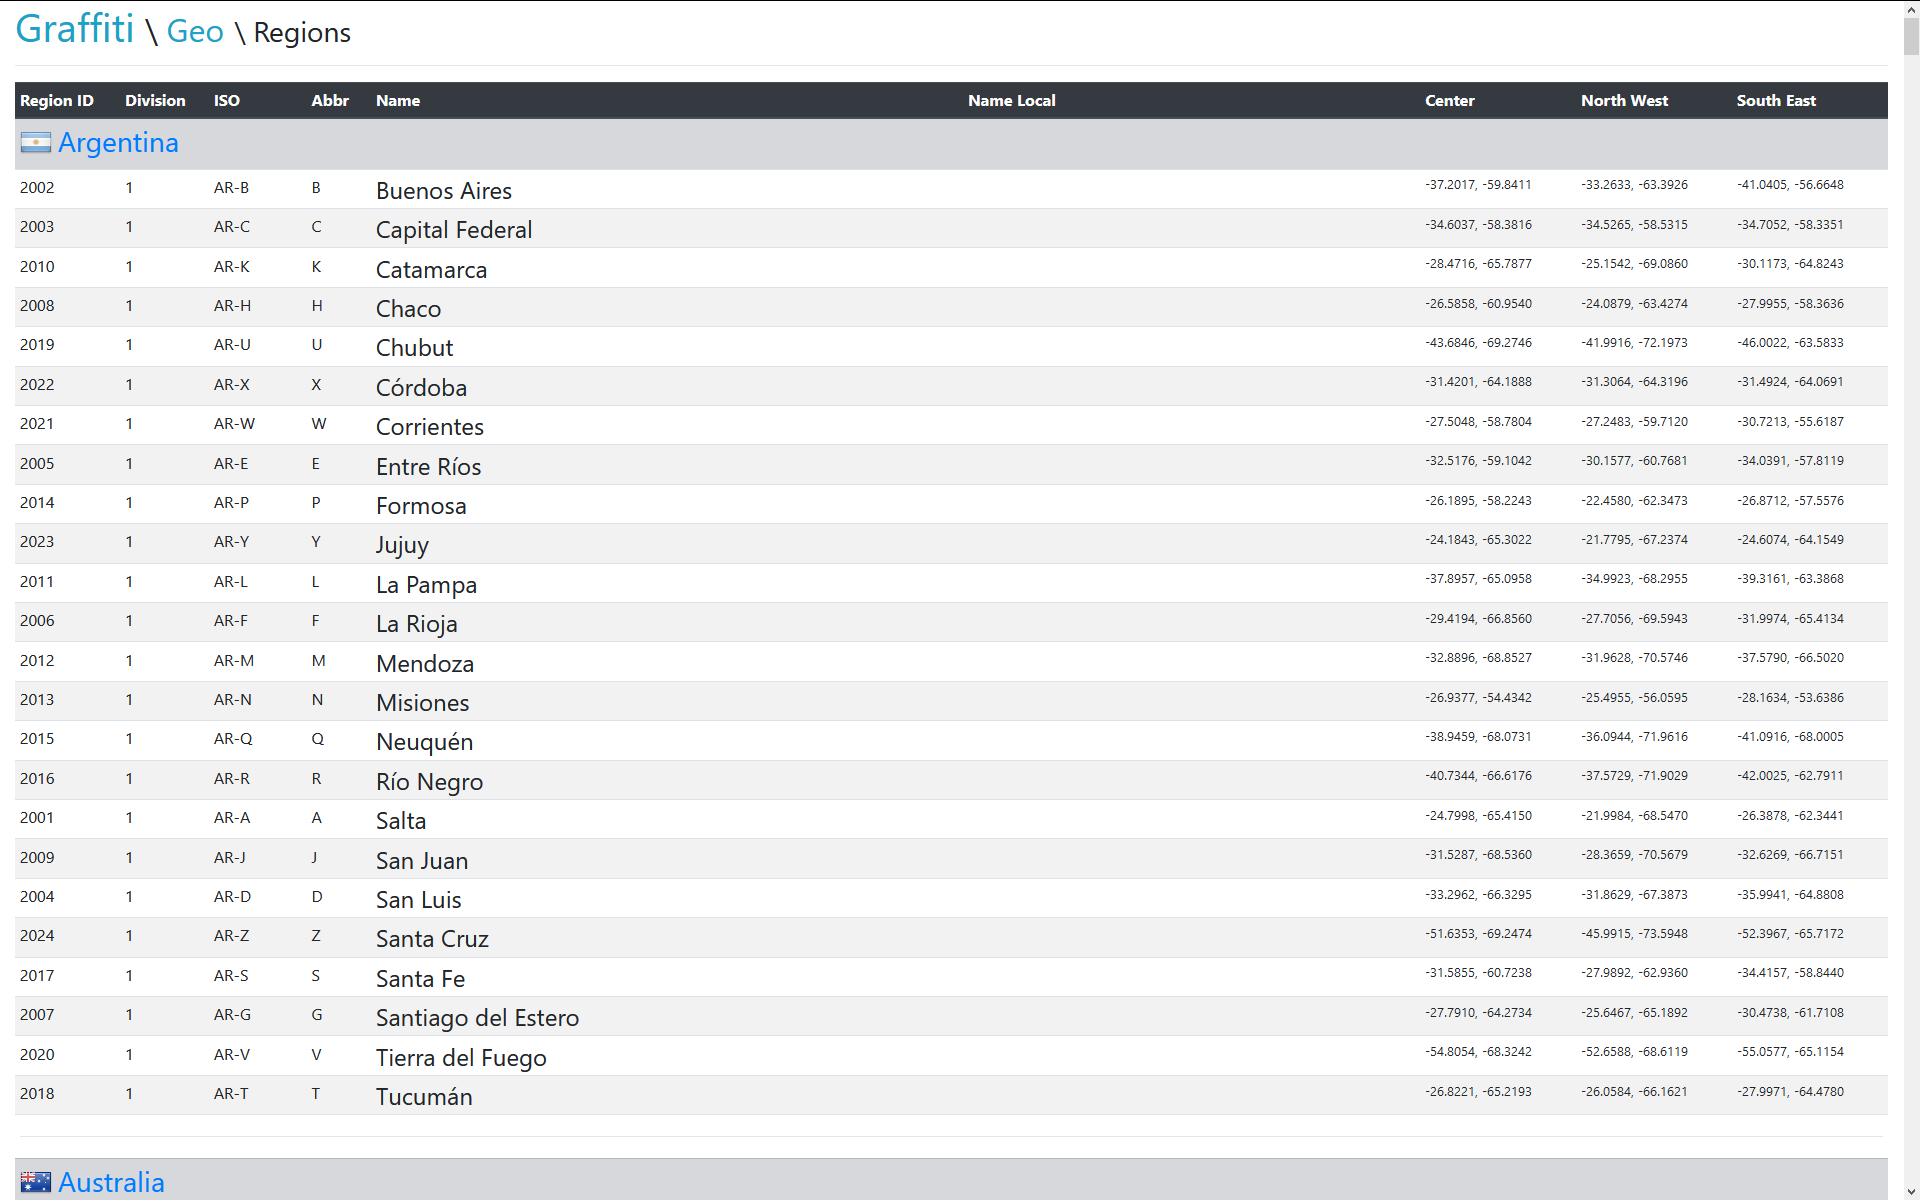 Graffiti \ Geo \ Regions
Region ID Division ISO Abbr Name Name Local Center North West South East
Argentina
2002 1 AR-B B Buenos Aires -37.2017, -59.8411 -33.2633, -63.3926 -41.0405, -56.6648
2003 1 AR-C C Capital Federal -34.6037, -58.3816 -34.5265, -58.5315 -34.7052, -58.3351
2010 1 AR-K K Catamarca -28.4716, -65.7877 -25.1542, -69.0860 -30.1173, -64.8243
2008 1 AR-H H Chaco -26.5858, -60.9540 -24.0879, -63.4274 -27.9955, -58.3636
2019 1 AR-U U Chubut -43.6846, -69.2746 -41.9916, -72.1973 -46.0022, -63.5833
2022 1 AR-X X Córdoba -31.4201, -64.1888 -31.3064, -64.3196 -31.4924, -64.0691
2021 1 AR-W W Corrientes -27.5048, -58.7804 -27.2483, -59.7120 -30.7213, -55.6187
2005 1 AR-E E Entre Ríos -32.5176, -59.1042 -30.1577, -60.7681 -34.0391, -57.8119
2014 1 AR-P P Formosa -26.1895, -58.2243 -22.4580, -62.3473 -26.8712, -57.5576
2023 1 AR-Y Y Jujuy -24.1843, -65.3022 -21.7795, -67.2374 -24.6074, -64.1549
2011 1 AR-L L La Pampa -37.8957, -65.0958 -34.9923, -68.2955 -39.3161, -63.3868
2006 1 AR-F F La Rioja -29.4194, -66.8560 -27.7056, -69.5943 -31.9974, -65.4134
2012 1 AR-M M Mendoza -32.8896, -68.8527 -31.9628, -70.5746 -37.5790, -66.5020
2013 1 AR-N N Misiones -26.9377, -54.4342 -25.4955, -56.0595 -28.1634, -53.6386
2015 1 AR-Q Q Neuquén -38.9459, -68.0731 -36.0944, -71.9616 -41.0916, -68.0005
2016 1 AR-R R Río Negro -40.7344, -66.6176 -37.5729, -71.9029 -42.0025, -62.7911
2001 1 AR-A A Salta -24.7998, -65.4150 -21.9984, -68.5470 -26.3878, -62.3441
2009 1 AR-J J San Juan -31.5287, -68.5360 -28.3659, -70.5679 -32.6269, -66.7151
2004 1 AR-D D San Luis -33.2962, -66.3295 -31.8629, -67.3873 -35.9941, -64.8808
2024 1 AR-Z Z Santa Cruz -51.6353, -69.2474 -45.9915, -73.5948 -52.3967, -65.7172
2017 1 AR-S S Santa Fe -31.5855, -60.7238 -27.9892, -62.9360 -34.4157, -58.8440
2007 1 AR-G G Santiago del Estero -27.7910, -64.2734 -25.6467, -65.1892 -30.4738, -61.7108
2020 1 AR-V V Tierra del Fuego -54.8054, -68.3242 -52.6588, -68.6119 -55.0577, -65.1154
2018 1 AR-T T Tucumán -26.8221, -65.2193 -26.0584, -66.1621 -27.9971, -64.4780
Australia